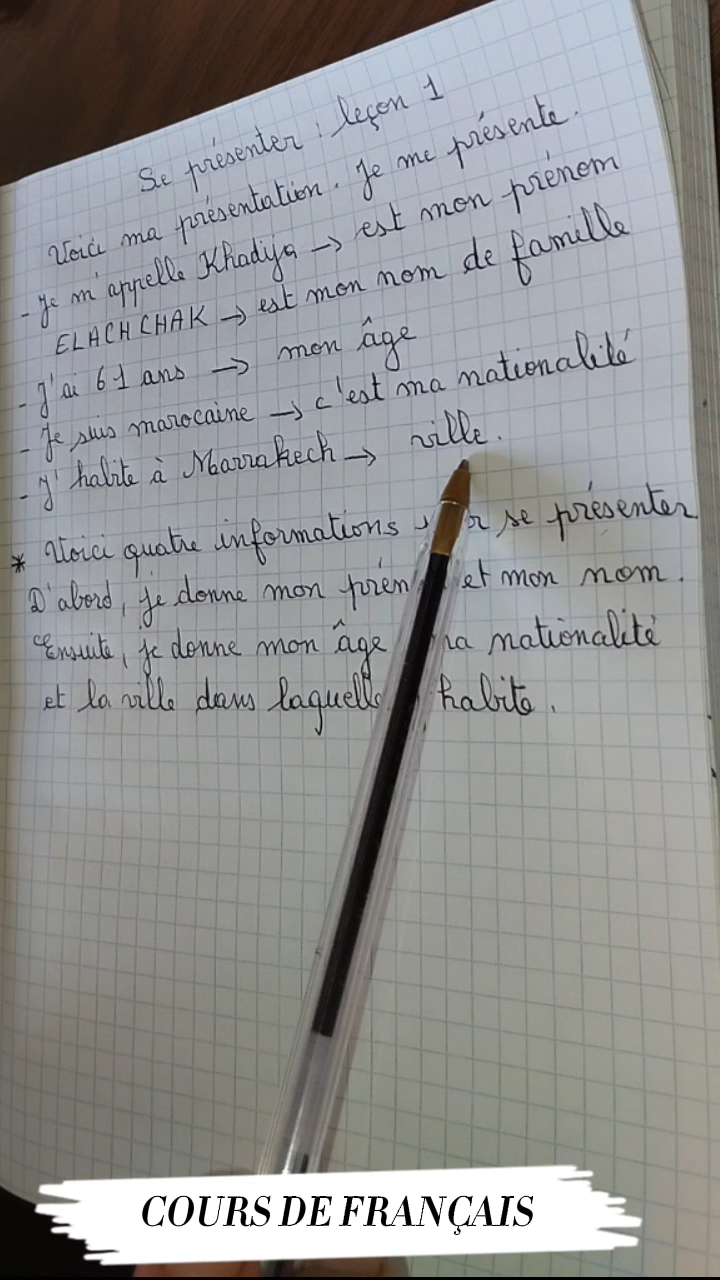 Se présenter : leçon 1
Voici ma présentation. Je me présente.
- Je m'appelle Khadija → est mon prénom
ELACHCHAK → est mon nom de famille
- J'ai 61 ans → mon âge
- Je suis marocaine → c'est ma nationalité
- J'habite à Marrakech → ville.
* Voici quatre informations se présenter
D'abord, je donne mon et mon nom.
Ensuite, je donne mon âge nationalité
et la ville dans laquelle habite.
COURS DE FRANÇAIS